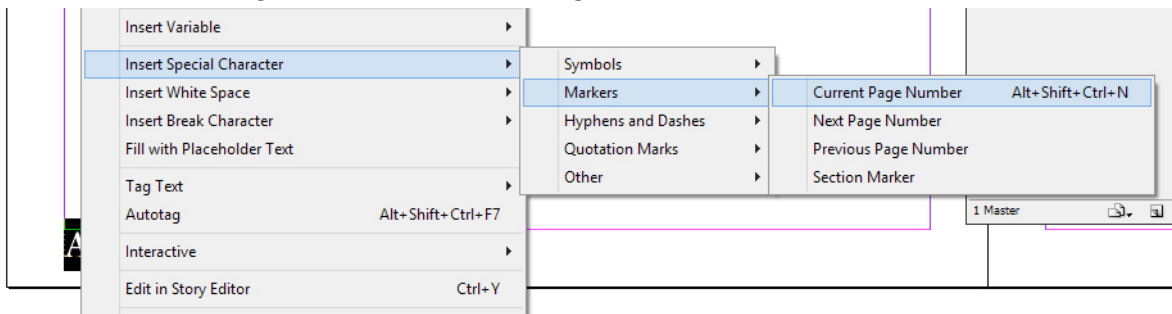 Insert Variable
Insert Special Character
Insert White Space
Insert Break Character
Fill with Placeholder Text
Tag Text
Autotag Alt+Shift+Ctrl+F7
Interactive
Edit in Story Editor Ctrl+Y
Symbols
Markers
Hyphens and Dashes
Quotation Marks
Other
Current Page Number Alt+Shift+Ctrl+N
Next Page Number
Previous Page Number
Section Marker
1 Master
A